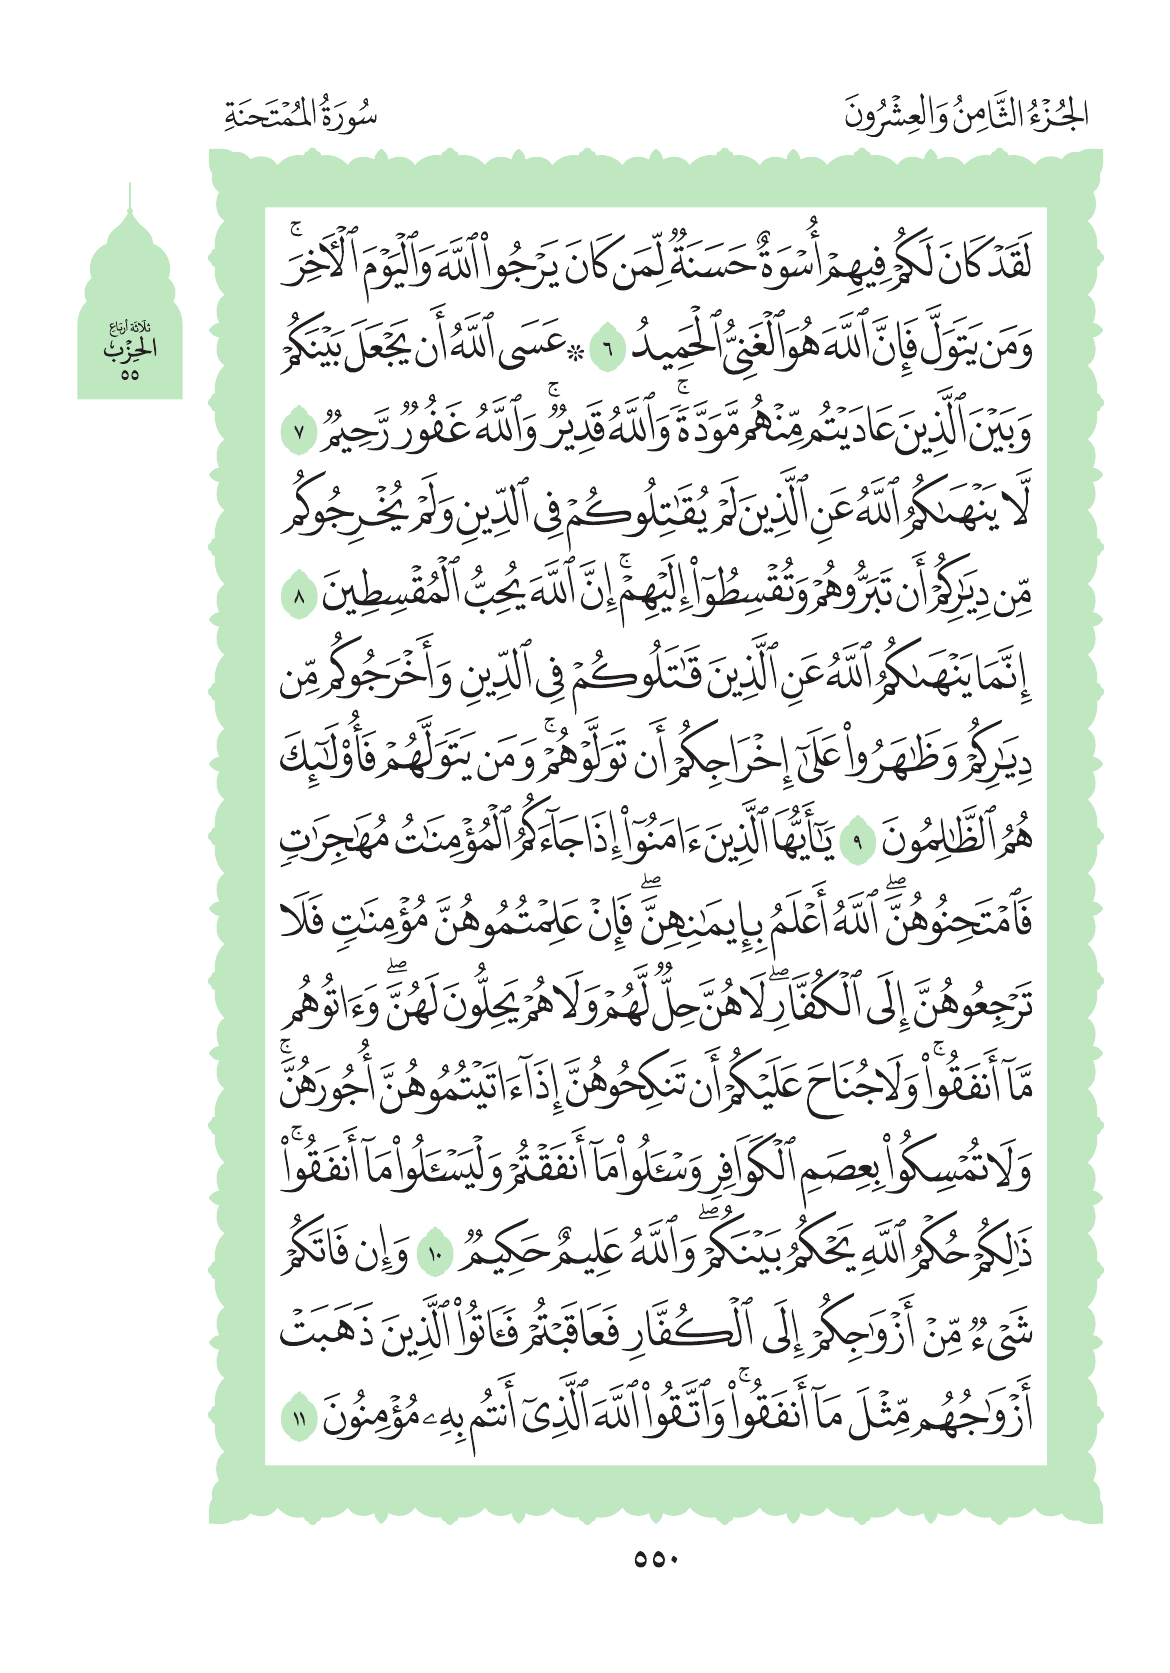 الجُزْءُ الثَّامِنُ وَالعِشْرُونَ
سُورَةُ المُمْتَحنَةِ
لَقَدْ كَانَ لَكُمْ فِيهِمْ أُسْوَةٌ حَسَنَةٌ لِّمَن كَانَ يَرْجُواْ ٱللَّهَ وَٱلْيَوْمَ ٱلْأٓخِرَۚ
وَمَن يَتَوَلَّ فَإِنَّ ٱللَّهَ هُوَ ٱلْغَنِيُّ ٱلْحَمِيدُ ٦ ۞ عَسَى ٱللَّهُ أَن يَجْعَلَ بَيْنَكُمْ
وَبَيْنَ ٱلَّذِينَ عَادَيْتُم مِّنْهُم مَّوَدَّةًۚ وَٱللَّهُ قَدِيرٌۚ وَٱللَّهُ غَفُورٌ رَّحِيمٌ ٧
لَّا يَنْهَىٰكُمُ ٱللَّهُ عَنِ ٱلَّذِينَ لَمْ يُقَٰتِلُوكُمْ فِي ٱلدِّينِ وَلَمْ يُخْرِجُوكُم
مِّن دِيَٰرِكُمْ أَن تَبَرُّوهُمْ وَتُقْسِطُوٓاْ إِلَيْهِمْۚ إِنَّ ٱللَّهَ يُحِبُّ ٱلْمُقْسِطِينَ ٨
إِنَّمَا يَنْهَىٰكُمُ ٱللَّهُ عَنِ ٱلَّذِينَ قَٰتَلُوكُمْ فِي ٱلدِّينِ وَأَخْرَجُوكُم مِّن
دِيَٰرِكُمْ وَظَٰهَرُواْ عَلَىٰٓ إِخْرَاجِكُمْ أَن تَوَلَّوْهُمْۚ وَمَن يَتَوَلَّهُمْ فَأُوْلَٰٓئِكَ
هُمُ ٱلظَّٰلِمُونَ ٩ يَٰٓأَيُّهَا ٱلَّذِينَ ءَامَنُوٓاْ إِذَا جَآءَكُمُ ٱلْمُؤْمِنَٰتُ مُهَٰجِرَٰتٍ
فَٱمْتَحِنُوهُنَّۖ ٱللَّهُ أَعْلَمُ بِإِيمَٰنِهِنَّۖ فَإِنْ عَلِمْتُمُوهُنَّ مُؤْمِنَٰتٍ فَلَا
تَرْجِعُوهُنَّ إِلَى ٱلْكُفَّارِۖ لَا هُنَّ حِلٌّ لَّهُمْ وَلَا هُمْ يَحِلُّونَ لَهُنَّۖ وَءَاتُوهُم
مَّآ أَنفَقُواْۚ وَلَا جُنَاحَ عَلَيْكُمْ أَن تَنكِحُوهُنَّ إِذَآ ءَاتَيْتُمُوهُنَّ أُجُورَهُنَّۚ
وَلَا تُمْسِكُواْ بِعِصَمِ ٱلْكَوَافِرِ وَسْـَٔلُواْ مَآ أَنفَقْتُمْ وَلْيَسْـَٔلُواْ مَآ أَنفَقُواْۚ
ذَٰلِكُمْ حُكْمُ ٱللَّهِ يَحْكُمُ بَيْنَكُمْۖ وَٱللَّهُ عَلِيمٌ حَكِيمٌ ١٠ وَإِن فَاتَكُمْ
شَيْءٌ مِّنْ أَزْوَٰجِكُمْ إِلَى ٱلْكُفَّارِ فَعَاقَبْتُمْ فَـَٔاتُواْ ٱلَّذِينَ ذَهَبَتْ
أَزْوَٰجُهُم مِّثْلَ مَآ أَنفَقُواْۚ وَٱتَّقُواْ ٱللَّهَ ٱلَّذِيٓ أَنتُم بِهِۦ مُؤْمِنُونَ ١١
ثَلَاثَة أربَاع
الحِزْب
٥٥
٥٥٠